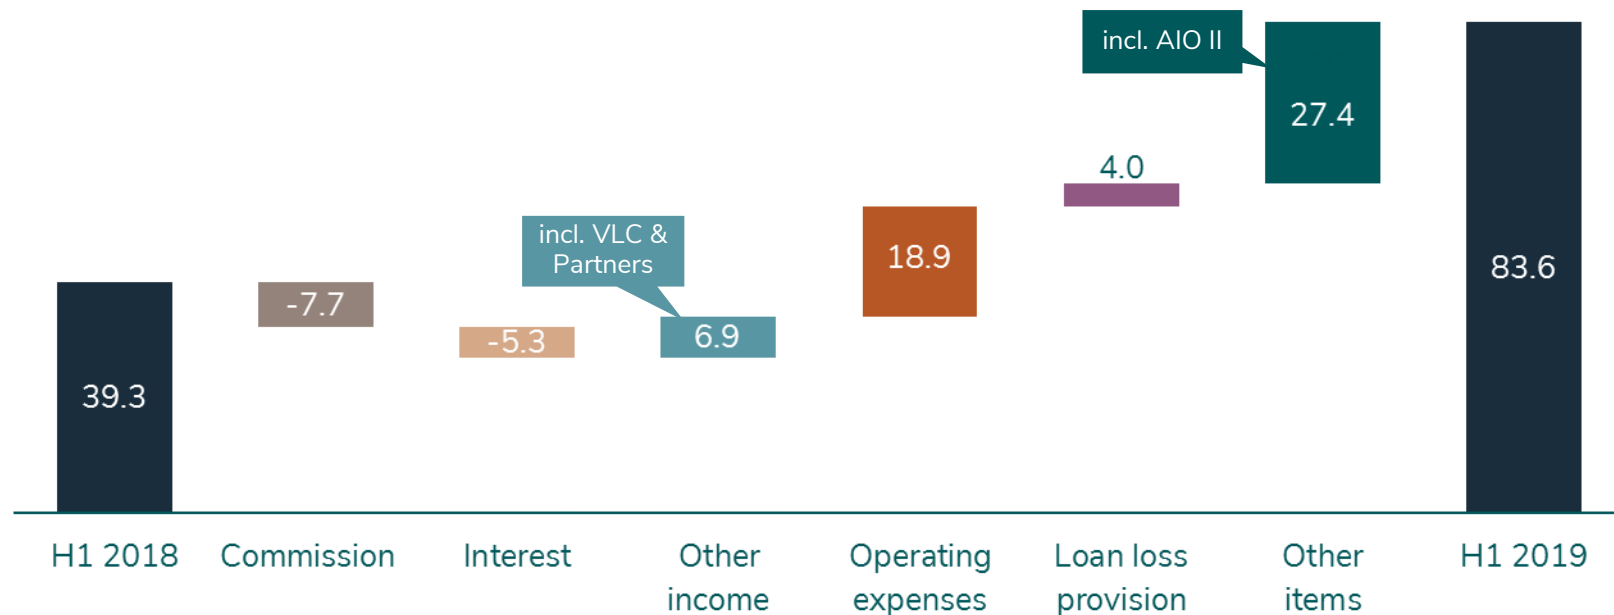 incl. AIO II
27.4
4.0
incl. VLC &
Partners
18.9
83.6
-7.7
-5.3
6.9
39.3
H1 2018
Commission
Interest
Other
income
Operating
expenses
Loan loss
provision
Other
items
H1 2019